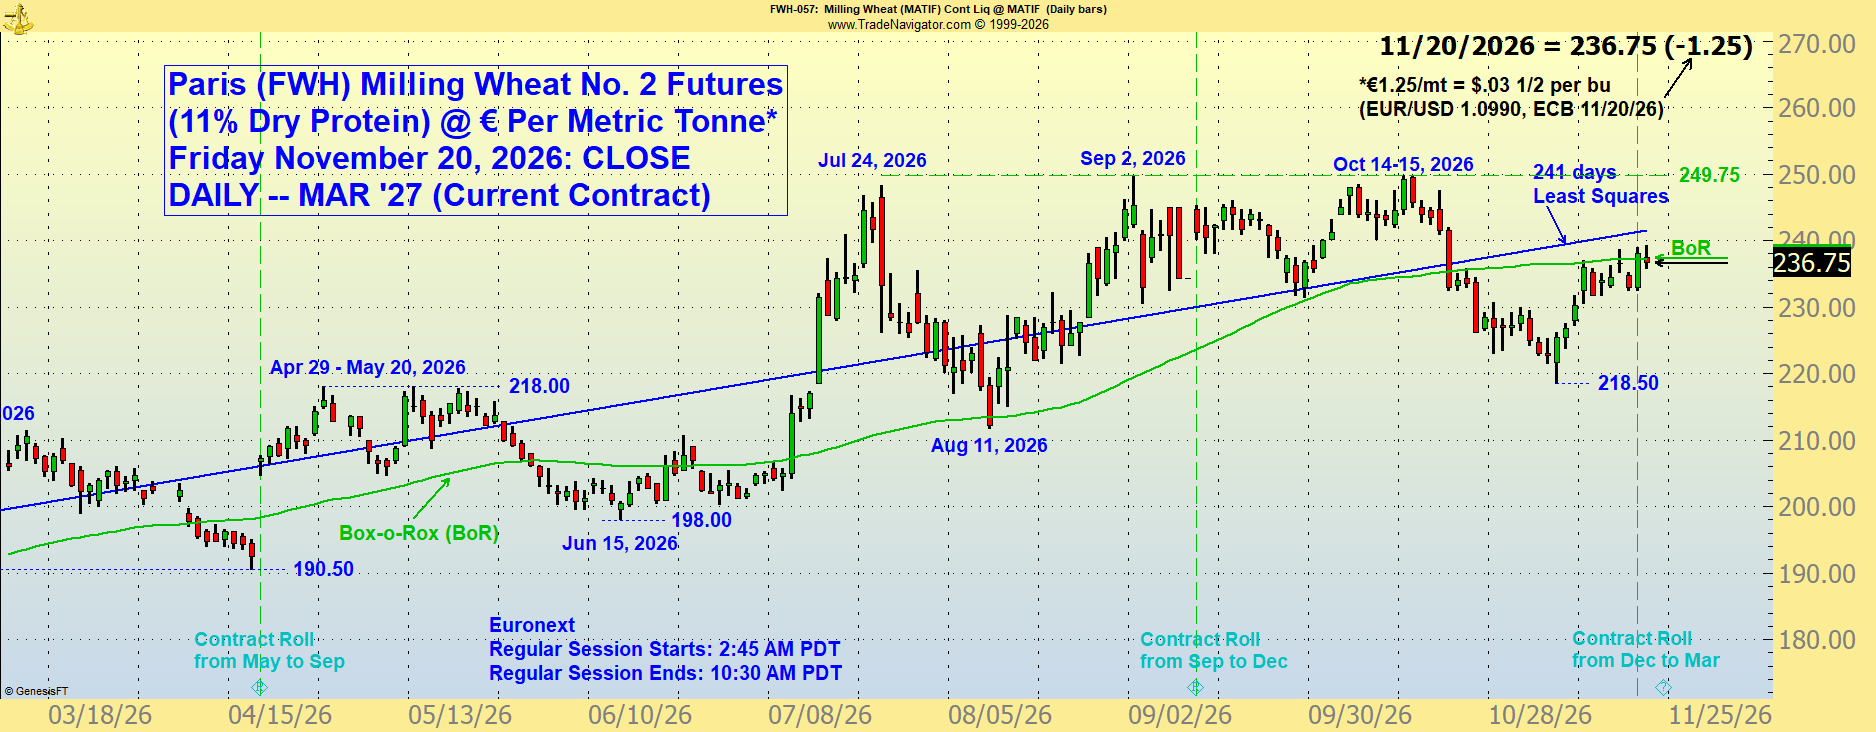 FWH-057: Milling Wheat (MATIF) Cont Liq @ MATIF (Daily bars)
www.TradeNavigator.com © 1999-2026
11/20/2026 = 236.75 (-1.25)
*€1.25/mt = $.03 1/2 per bu
(EUR/USD 1.0990, ECB 11/20/26)
Paris (FWH) Milling Wheat No. 2 Futures
(11% Dry Protein) @ € Per Metric Tonne*
Friday November 20, 2026: CLOSE
DAILY -- MAR '27 (Current Contract)
Jul 24, 2026
Sep 2, 2026
Oct 14-15, 2026
241 days
Least Squares
249.75
BoR
Apr 29 - May 20, 2026
218.00
218.50
026
Aug 11, 2026
Box-o-Rox (BoR)
198.00
Jun 15, 2026
190.50
Euronext
Regular Session Starts: 2:45 AM PDT
Regular Session Ends: 10:30 AM PDT
Contract Roll
from May to Sep
Contract Roll
from Sep to Dec
Contract Roll
from Dec to Mar
© GenesisFT
270.00
260.00
250.00
240.00
236.75
230.00
220.00
210.00
200.00
190.00
180.00
03/18/26
04/15/26
05/13/26
06/10/26
07/08/26
08/05/26
09/02/26
09/30/26
10/28/26
11/25/26